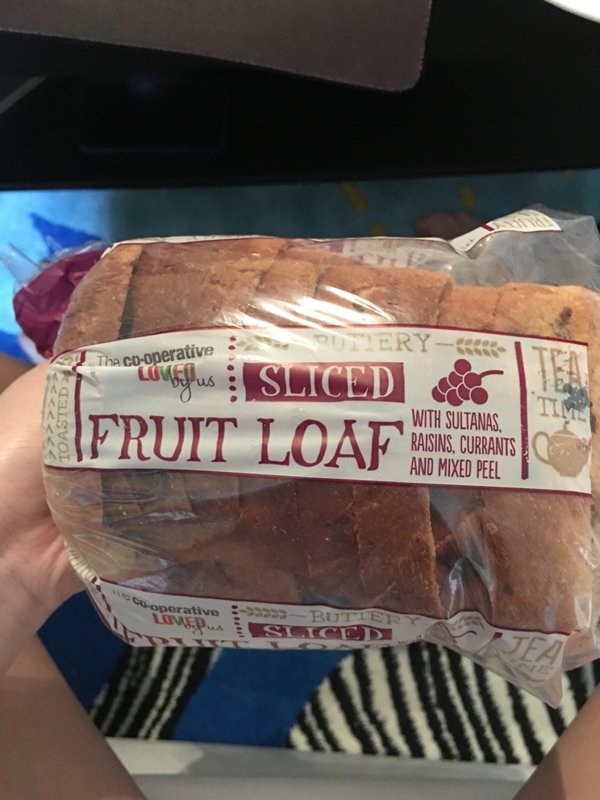 The co·operative
LOVED
by us
BUTTERY
SLICED
FRUIT LOAF
WITH SULTANAS,
RAISINS, CURRANTS
AND MIXED PEEL
TOASTED
TEA
TIME
co-operative
LOVED
by us
BUTTERY
SLICED
FRUIT LOAF
TEA
TIME